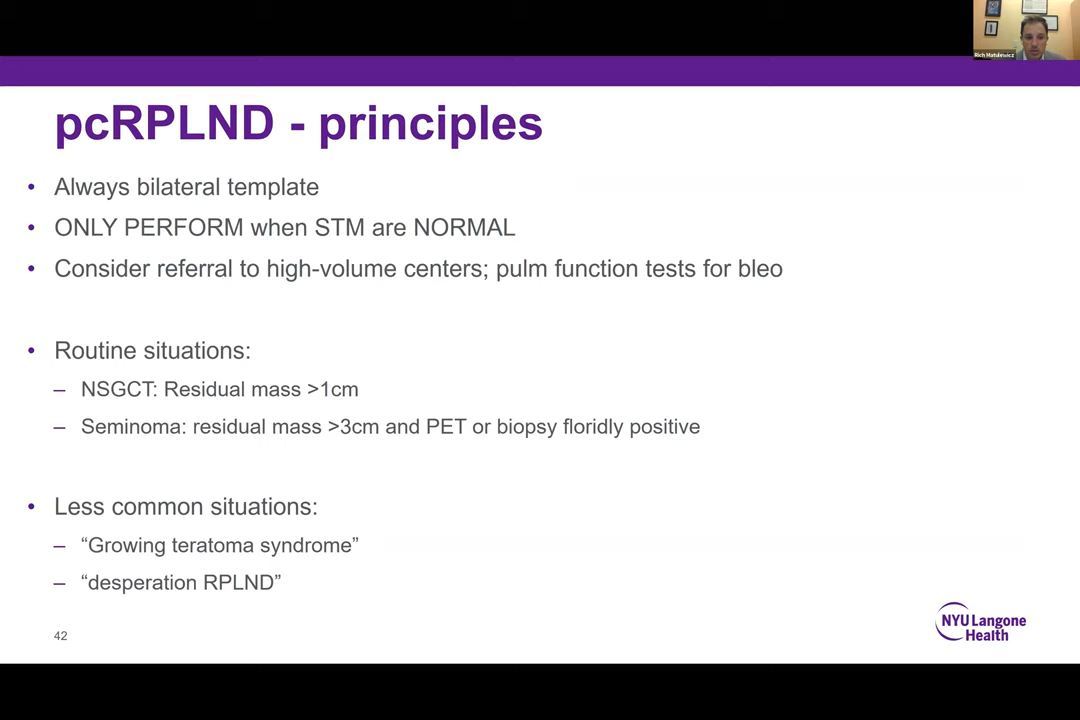 Rich Matulewicz
pcRPLND - principles
• Always bilateral template
• ONLY PERFORM when STM are NORMAL
• Consider referral to high-volume centers; pulm function tests for bleo
• Routine situations:
– NSGCT: Residual mass >1cm
– Seminoma: residual mass >3cm and PET or biopsy floridly positive
• Less common situations:
– “Growing teratoma syndrome”
– “desperation RPLND”
42
NYU Langone
Health